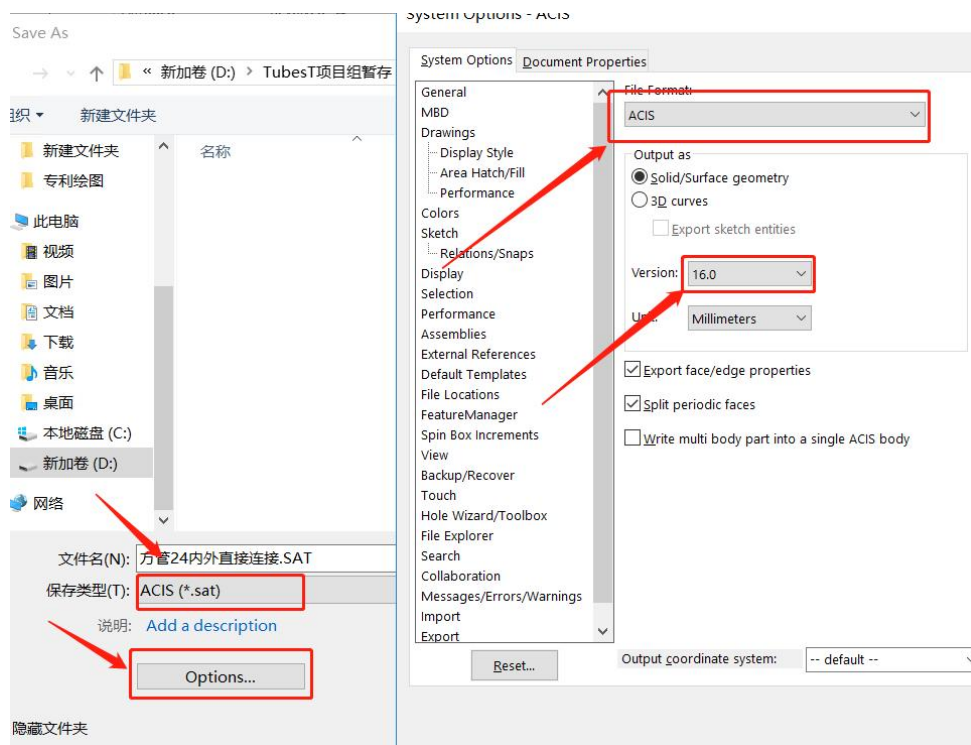 Save As
« 新加卷 (D:) > TubesT项目组暂存
新建文件夹
名称
新建文件夹
专利绘图
此电脑
视频
图片
文档
下载
音乐
桌面
本地磁盘 (C:)
新加卷 (D:)
网络
文件名(N): 方管24内外直接连接.SAT
保存类型(T): ACIS (*.sat)
说明: Add a description
Options...
隐藏文件夹
System Options - ACIS
System Options Document Properties
General
MBD
Drawings
Display Style
Area Hatch/Fill
Performance
Colors
Sketch
Relations/Snaps
Display
Selection
Performance
Assemblies
External References
Default Templates
File Locations
FeatureManager
Spin Box Increments
View
Backup/Recover
Touch
Hole Wizard/Toolbox
File Explorer
Search
Collaboration
Messages/Errors/Warnings
Import
Export
Reset...
File Format:
ACIS
Output as
Solid/Surface geometry
3D curves
Export sketch entities
Version: 16.0
Millimeters
Export face/edge properties
Split periodic faces
Write multi body part into a single ACIS body
Output coordinate system: -- default --